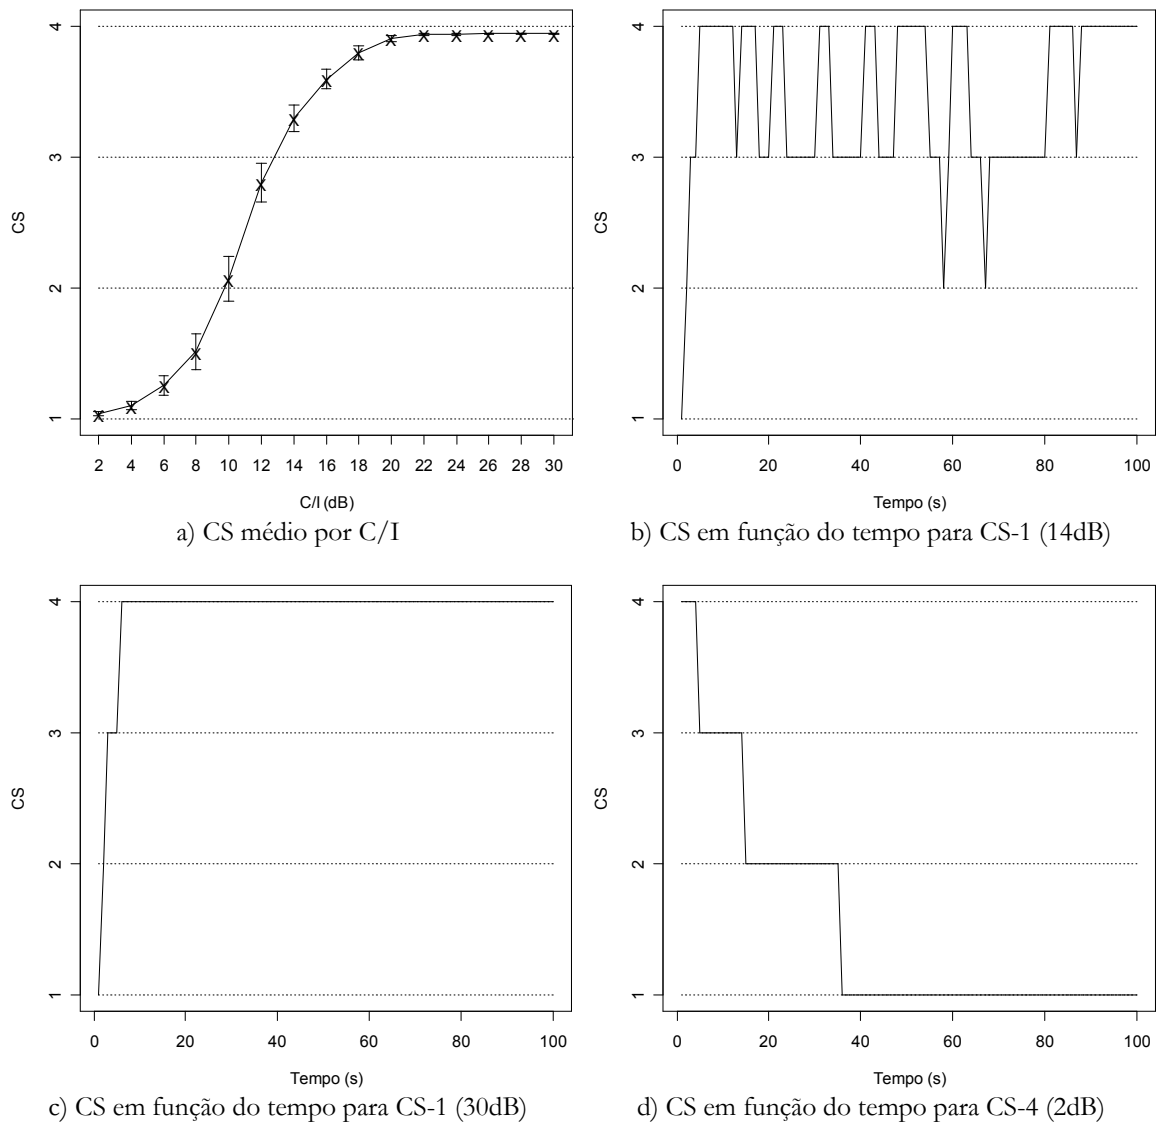 4
3
2
1
CS
2 4 6 8 10 12 14 16 18 20 22 24 26 28 30
C/I (dB)
a) CS médio por C/I
4
3
2
1
CS
0 20 40 60 80 100
Tempo (s)
b) CS em função do tempo para CS-1 (14dB)
4
3
2
1
CS
0 20 40 60 80 100
Tempo (s)
c) CS em função do tempo para CS-1 (30dB)
4
3
2
1
CS
0 20 40 60 80 100
Tempo (s)
d) CS em função do tempo para CS-4 (2dB)